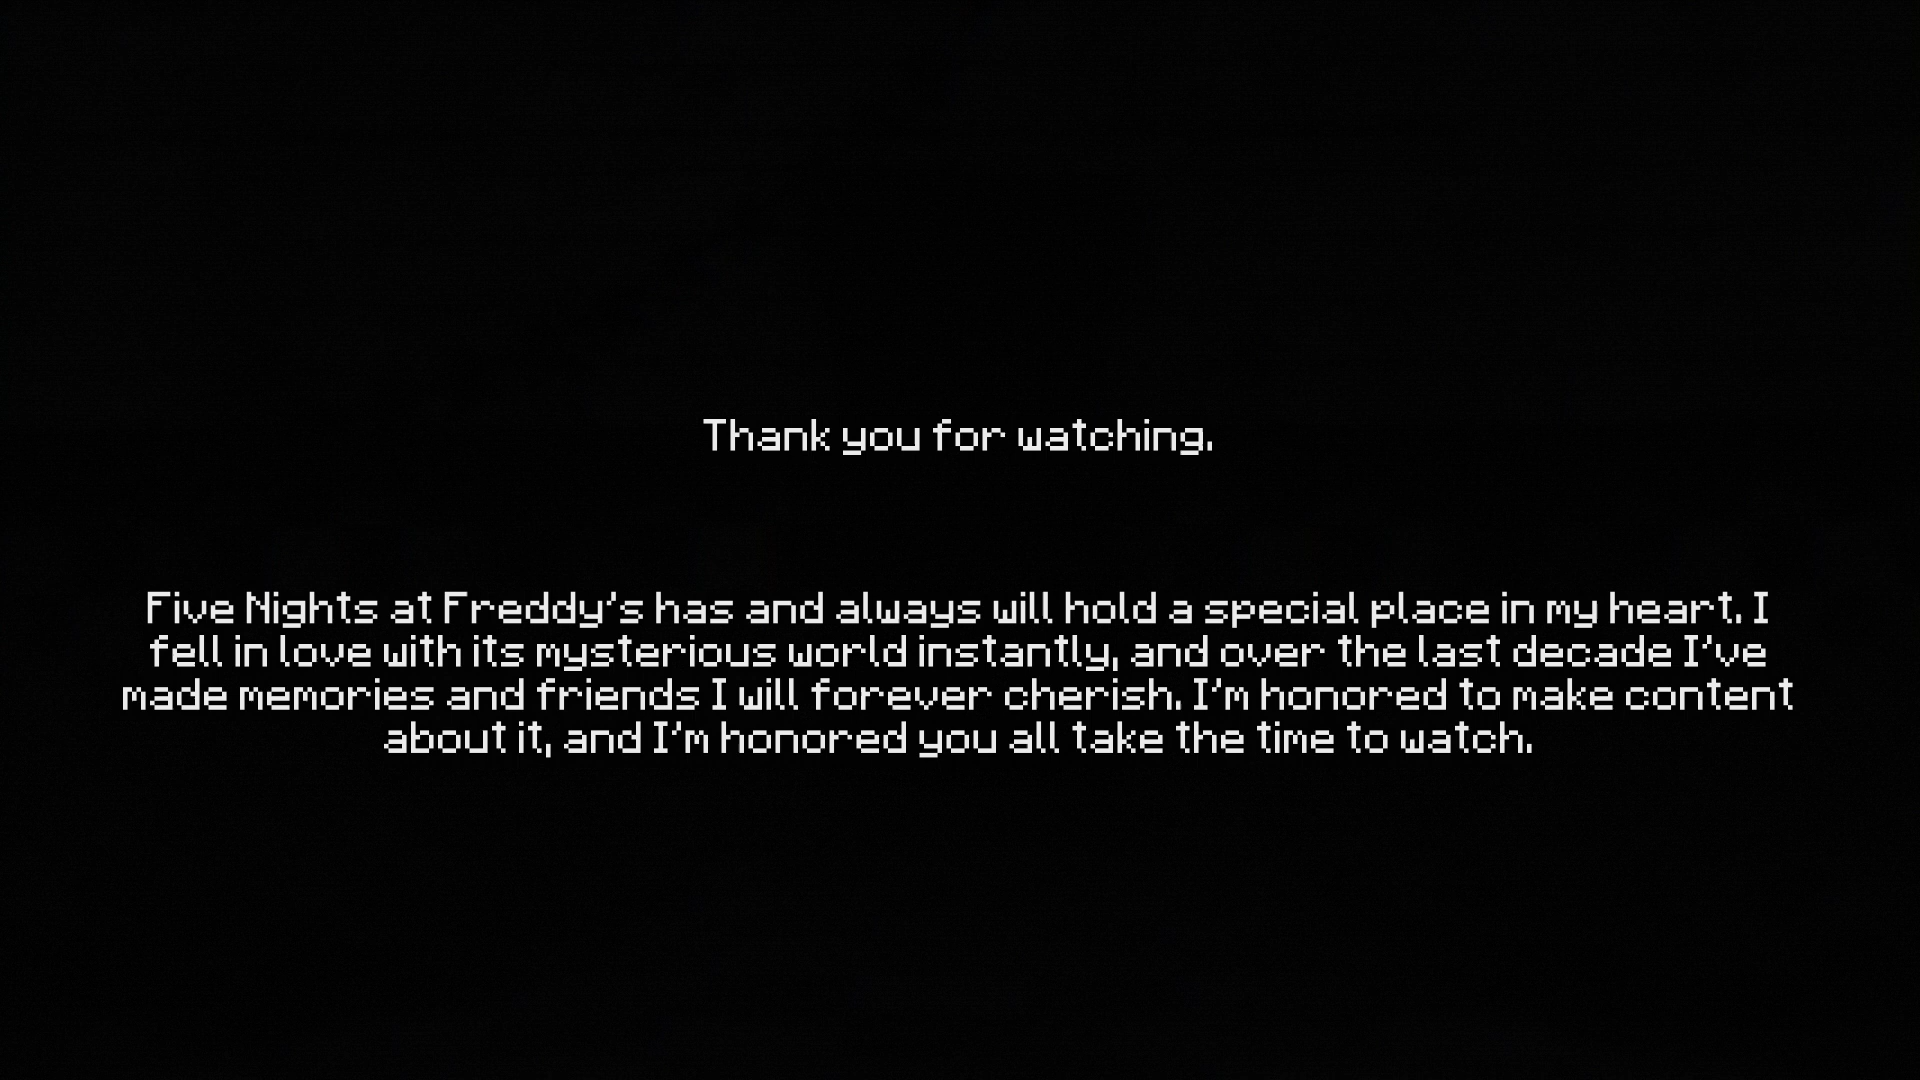 Thank you for watching.
Five Nights at Freddy's has and always will hold a special place in my heart. I
fell in love with its mysterious world instantly, and over the last decade I've
made memories and friends I will forever cherish. I'm honored to make content
about it, and I'm honored you all take the time to watch.